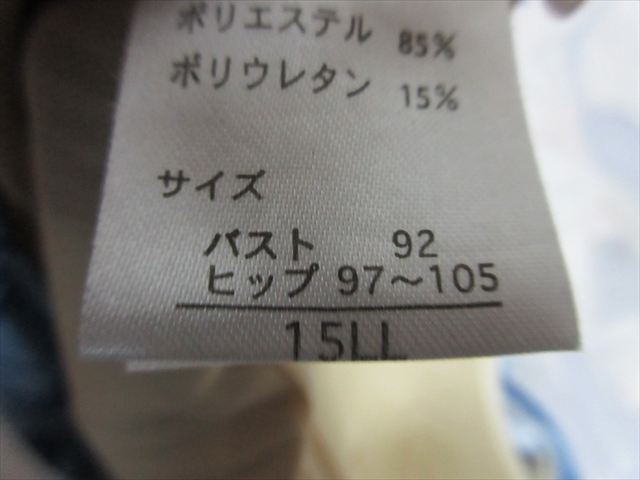 ポリエステル 85%
ポリウレタン 15%
サイズ
バスト 92
ヒップ 97〜105
15LL